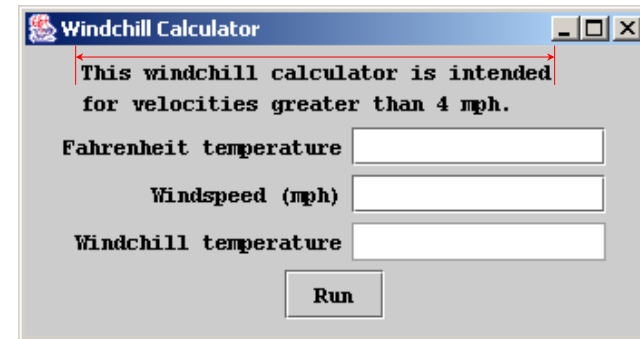 Windchill Calculator
This windchill calculator is intended
for velocities greater than 4 mph.
Fahrenheit temperature
Windspeed (mph)
Windchill temperature
Run